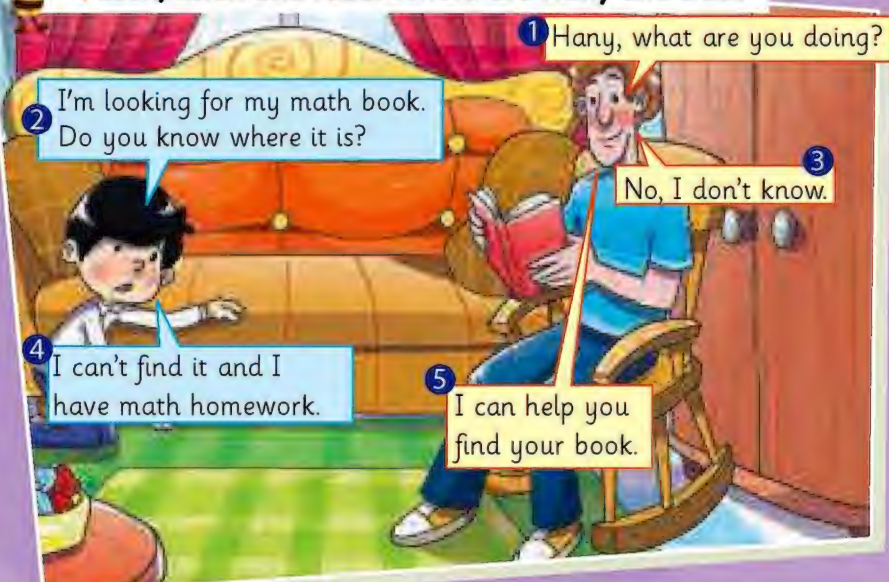 1 Hany, what are you doing?
2 I'm looking for my math book.
Do you know where it is?
3 No, I don't know.
4 I can't find it and I
have math homework.
5 I can help you
find your book.